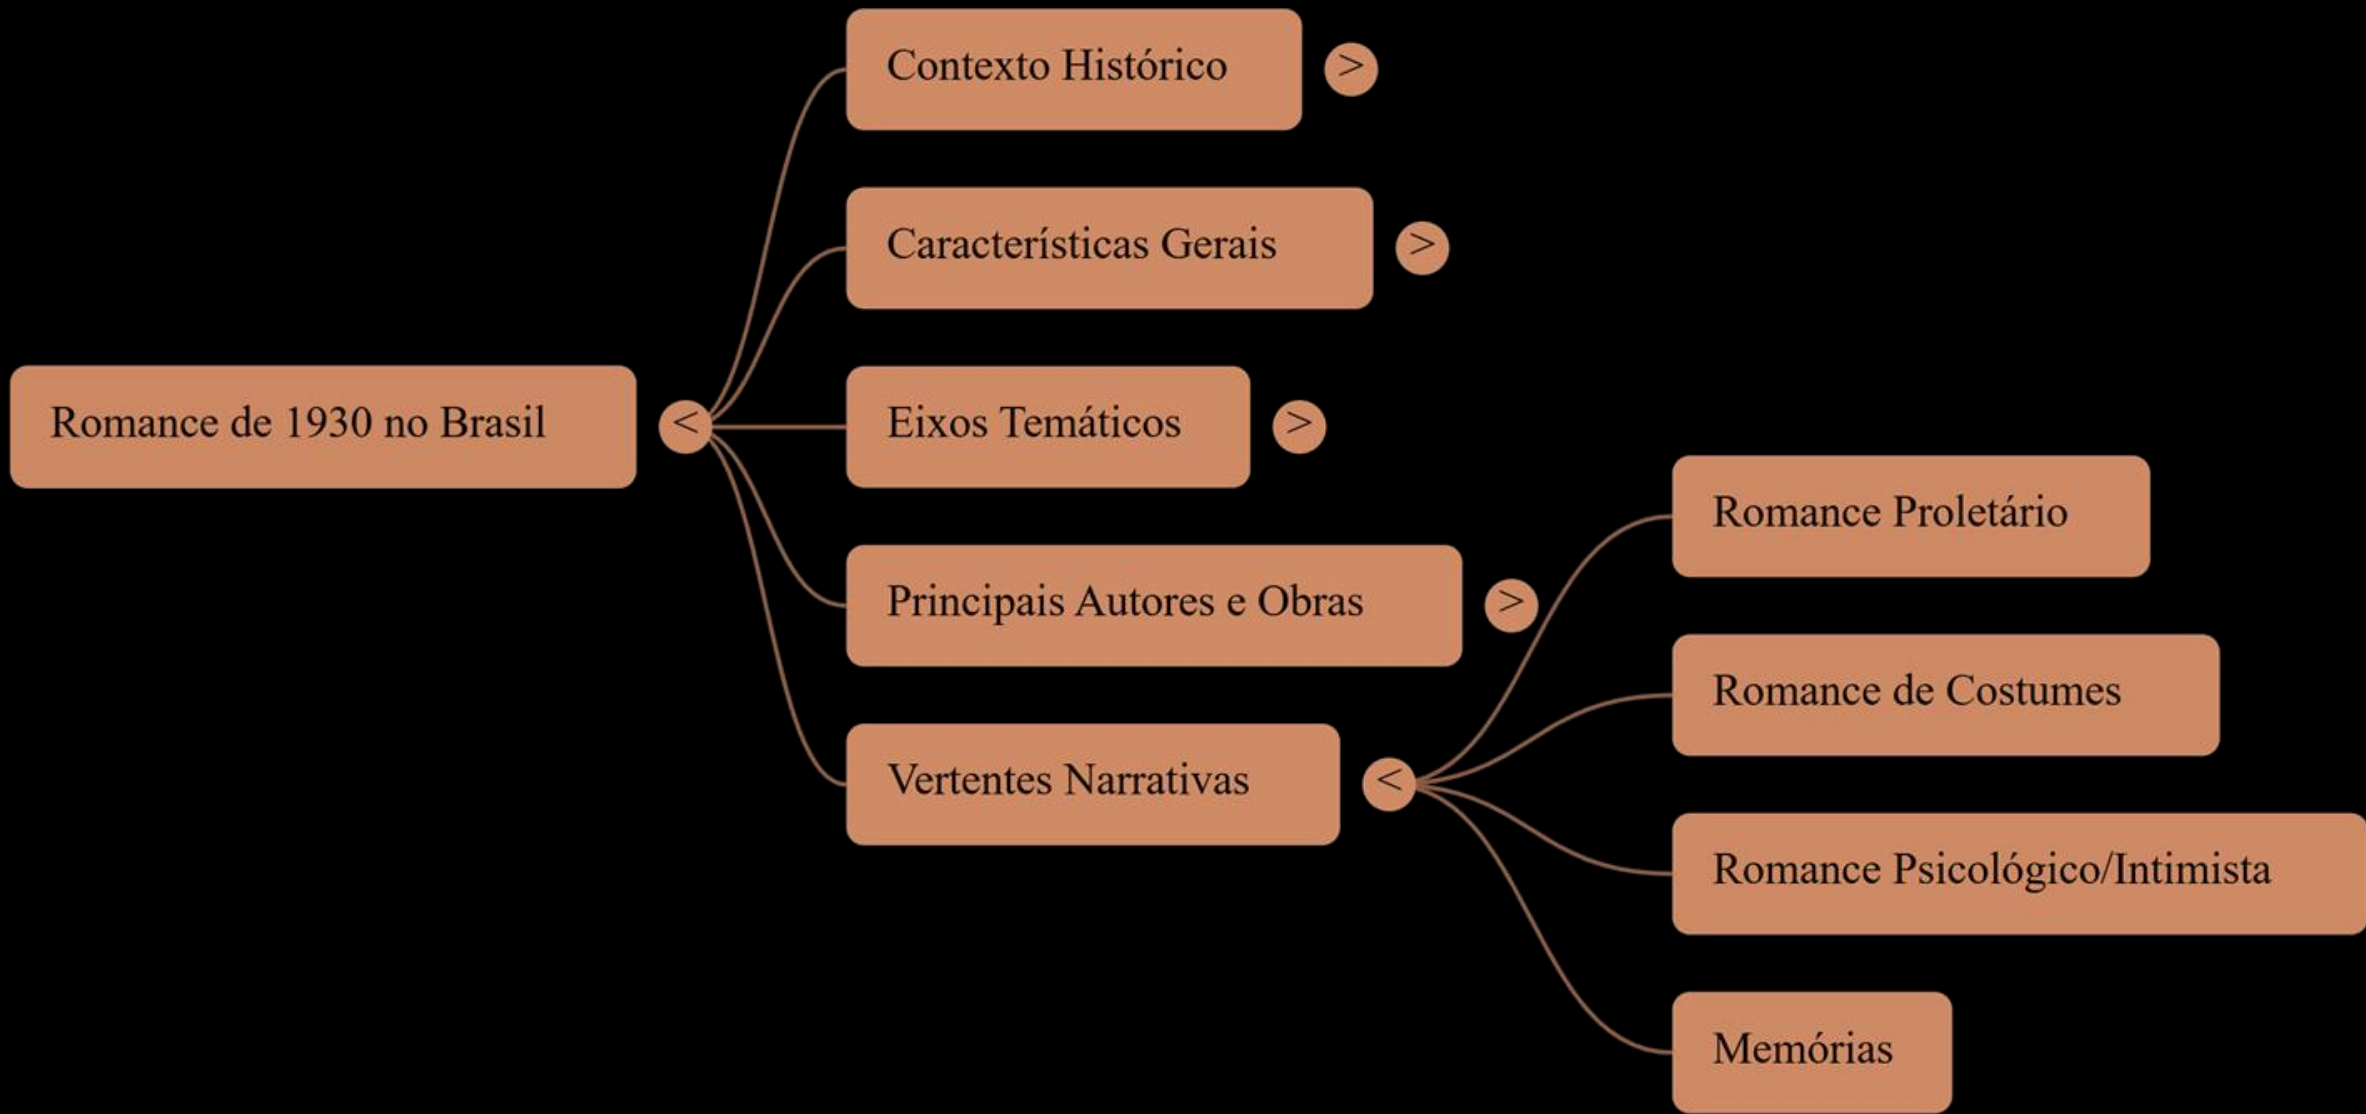 Romance de 1930 no Brasil
<
Contexto Histórico
>
Características Gerais
>
Eixos Temáticos
>
Principais Autores e Obras
>
Vertentes Narrativas
<
Romance Proletário
Romance de Costumes
Romance Psicológico/Intimista
Memórias